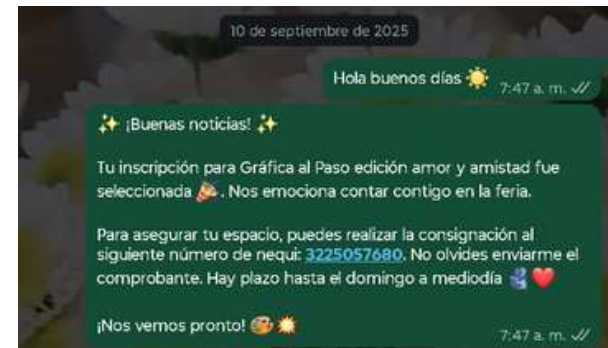 10 de septiembre de 2025
Hola buenos días ☀️
7:47 a. m.
✨ ¡Buenas noticias! ✨
Tu inscripción para Gráfica al Paso edición amor y amistad fue
seleccionada 🎉. Nos emociona contar contigo en la feria.
Para asegurar tu espacio, puedes realizar la consignación al
siguiente número de nequi: 3225057680. No olvides enviarme el
comprobante. Hay plazo hasta el domingo a mediodía 🫂❤️
¡Nos vemos pronto! 🎨💥
7:47 a. m.